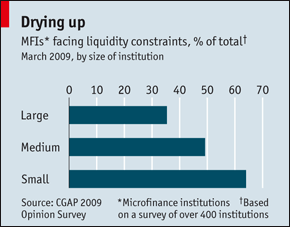 Drying up
MFIs* facing liquidity constraints, % of total†
March 2009, by size of institution
0 10 20 30 40 50 60 70
Large
Medium
Small
Source: CGAP 2009
Opinion Survey
*Microfinance institutions †Based
on a survey of over 400 institutions